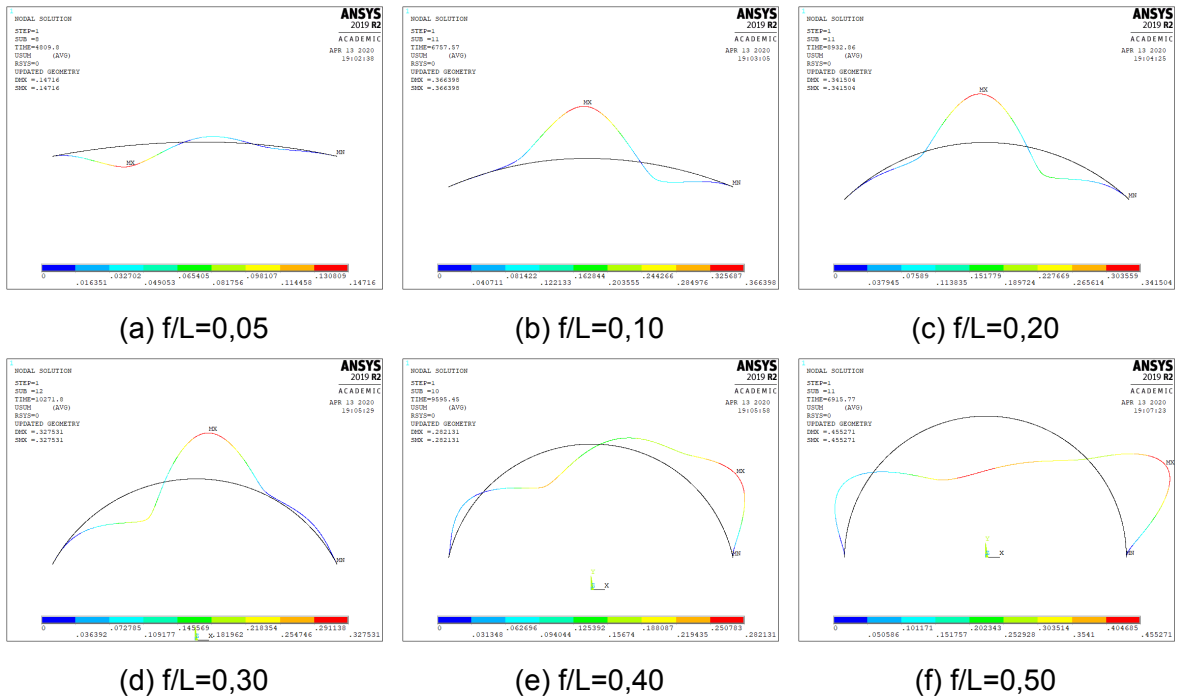 1
NODAL SOLUTION
STEP=1
SUB =8
TIME=4809.8
USUM (AVG)
RSYS=0
UPDATED GEOMETRY
DMX =.14716
SMX =.14716
ANSYS
2019 R2
ACADEMIC
APR 13 2020
19:02:38
MX
MN
0 .032702 .065405 .098107 .130809
.016351 .049053 .081756 .114458 .14716
(a) f/L=0,05
1
NODAL SOLUTION
STEP=1
SUB =11
TIME=6757.57
USUM (AVG)
RSYS=0
UPDATED GEOMETRY
DMX =.366398
SMX =.366398
ANSYS
2019 R2
ACADEMIC
APR 13 2020
19:03:05
MX
MN
0 .081422 .162844 .244266 .325687
.040711 .122133 .203555 .284976 .366398
(b) f/L=0,10
1
NODAL SOLUTION
STEP=1
SUB =11
TIME=8932.86
USUM (AVG)
RSYS=0
UPDATED GEOMETRY
DMX =.341504
SMX =.341504
ANSYS
2019 R2
ACADEMIC
APR 13 2020
19:04:25
MX
MN
0 .07589 .151779 .227669 .303559
.037945 .113835 .189724 .265614 .341504
(c) f/L=0,20
1
NODAL SOLUTION
STEP=1
SUB =12
TIME=10271.8
USUM (AVG)
RSYS=0
UPDATED GEOMETRY
DMX =.327531
SMX =.327531
ANSYS
2019 R2
ACADEMIC
APR 13 2020
19:05:29
MX
MN
0 .072785 .145569 .218354 .291138
.036392 .109177 .181962 .254746 .327531
X
(d) f/L=0,30
1
NODAL SOLUTION
STEP=1
SUB =10
TIME=9595.45
USUM (AVG)
RSYS=0
UPDATED GEOMETRY
DMX =.282131
SMX =.282131
ANSYS
2019 R2
ACADEMIC
APR 13 2020
19:05:58
MX
MN
Y
Z X
0 .062696 .125392 .188087 .250783
.031348 .094044 .15674 .219435 .282131
(e) f/L=0,40
1
NODAL SOLUTION
STEP=1
SUB =11
TIME=6915.77
USUM (AVG)
RSYS=0
UPDATED GEOMETRY
DMX =.455271
SMX =.455271
ANSYS
2019 R2
ACADEMIC
APR 13 2020
19:07:23
MX
MN
Y
Z X
0 .101171 .202343 .303514 .404685
.050586 .151757 .252928 .3541 .455271
(f) f/L=0,50